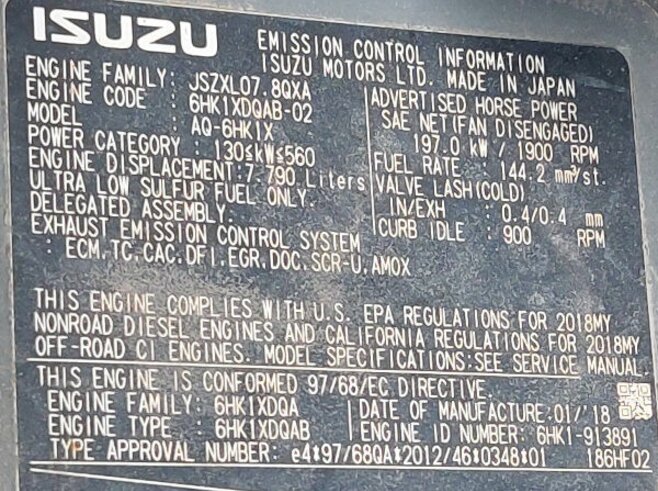 ISUZU
EMISSION CONTROL INFORMATION
ISUZU MOTORS LTD. MADE IN JAPAN
ENGINE FAMILY: JSZXL07.8QXA
ENGINE CODE : 6HK1XDQAB-02
MODEL : AQ-6HK1X
POWER CATEGORY : 130≤kW≤560
ENGINE DISPLACEMENT:7.790 Liters
ULTRA LOW SULFUR FUEL ONLY.
DELEGATED ASSEMBLY.
EXHAUST EMISSION CONTROL SYSTEM
: ECM,TC,CAC,DFI,EGR,DOC,SCR-U,AMOX
ADVERTISED HORSE POWER
SAE NET(FAN DISENGAGED)
197.0 kW / 1900 RPM
FUEL RATE : 144.2 mm³/st.
VALVE LASH(COLD)
IN/EXH : 0.4/0.4 mm
CURB IDLE : 900 RPM
THIS ENGINE COMPLIES WITH U.S. EPA REGULATIONS FOR 2018MY
NONROAD DIESEL ENGINES AND CALIFORNIA REGULATIONS FOR 2018MY
OFF-ROAD CI ENGINES. MODEL SPECIFICATIONS:SEE SERVICE MANUAL.
THIS ENGINE IS CONFORMED 97/68/EC DIRECTIVE.
ENGINE FAMILY: 6HK1XDQA
ENGINE TYPE : 6HK1XDQAB
DATE OF MANUFACTURE:01/'18
ENGINE ID NUMBER: 6HK1-913891
TYPE APPROVAL NUMBER: e4*97/68QA*2012/46*0348*01
186HF02